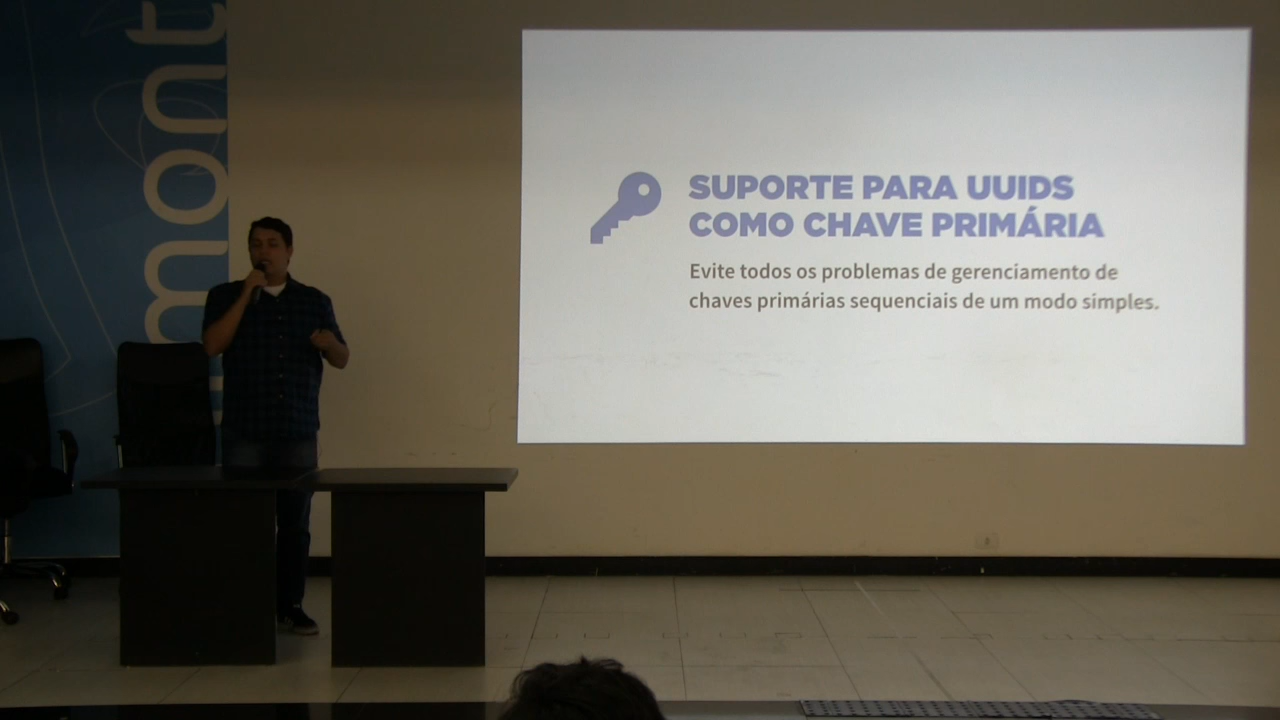 mont
SUPORTE PARA UUIDS
COMO CHAVE PRIMÁRIA
Evite todos os problemas de gerenciamento de
chaves primárias sequenciais de um modo simples.